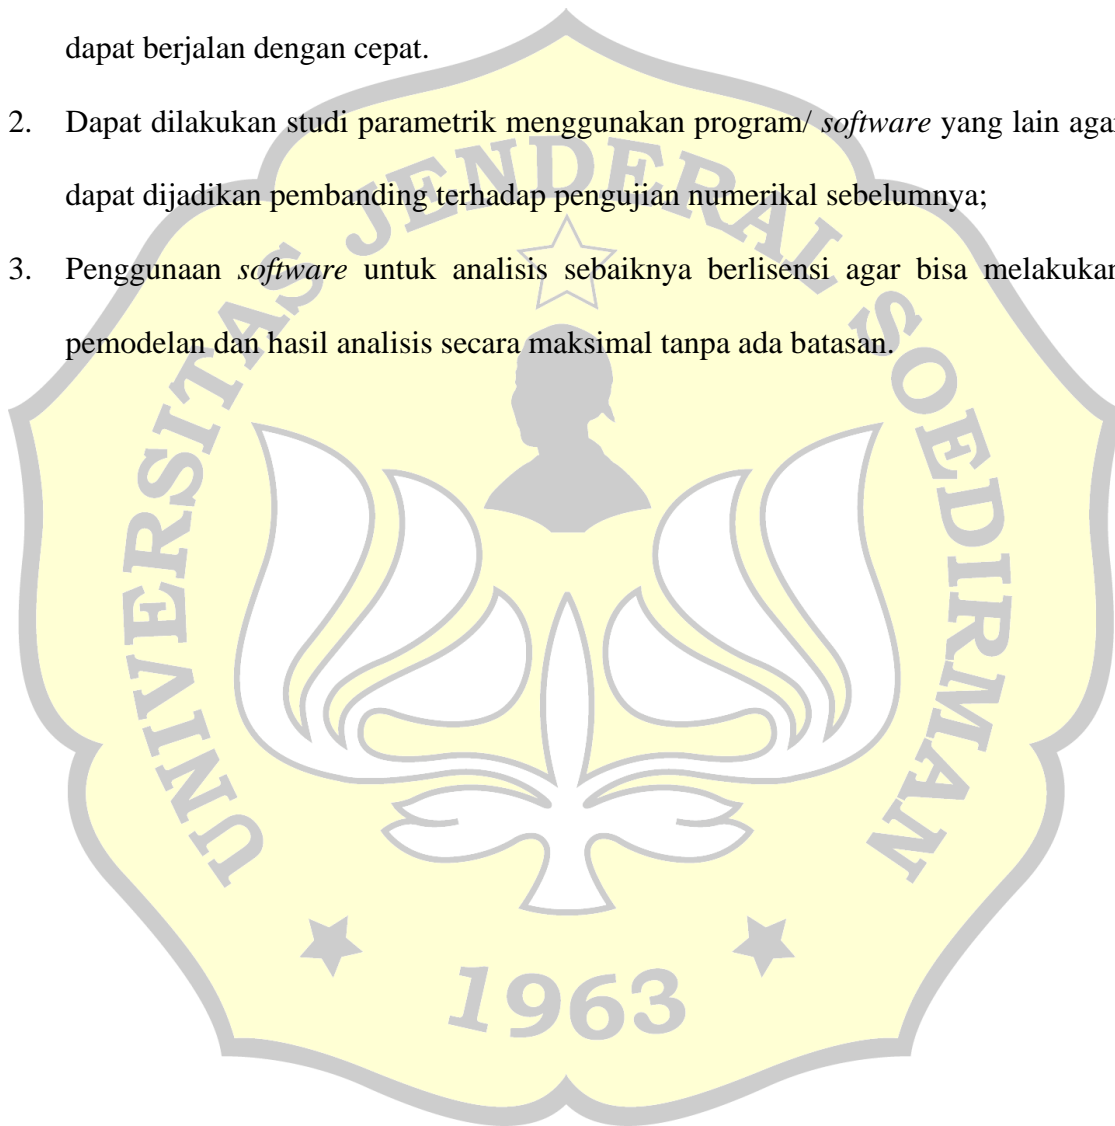 dapat berjalan dengan cepat.
2. Dapat dilakukan studi parametrik menggunakan program/ software yang lain agar
dapat dijadikan pembanding terhadap pengujian numerikal sebelumnya;
3. Penggunaan software untuk analisis sebaiknya berlisensi agar bisa melakukan
pemodelan dan hasil analisis secara maksimal tanpa ada batasan.
UNIVERSITAS JENDERAL SOEDIRMAN
1963